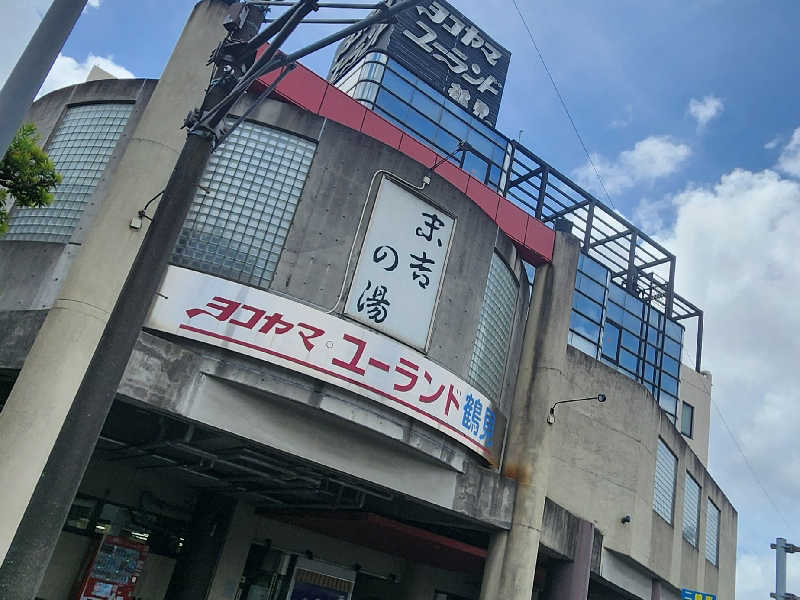 ヨコヤマ
ユーランド
鶴見
末吉
の湯
ヨコヤマ・ユーランド鶴見